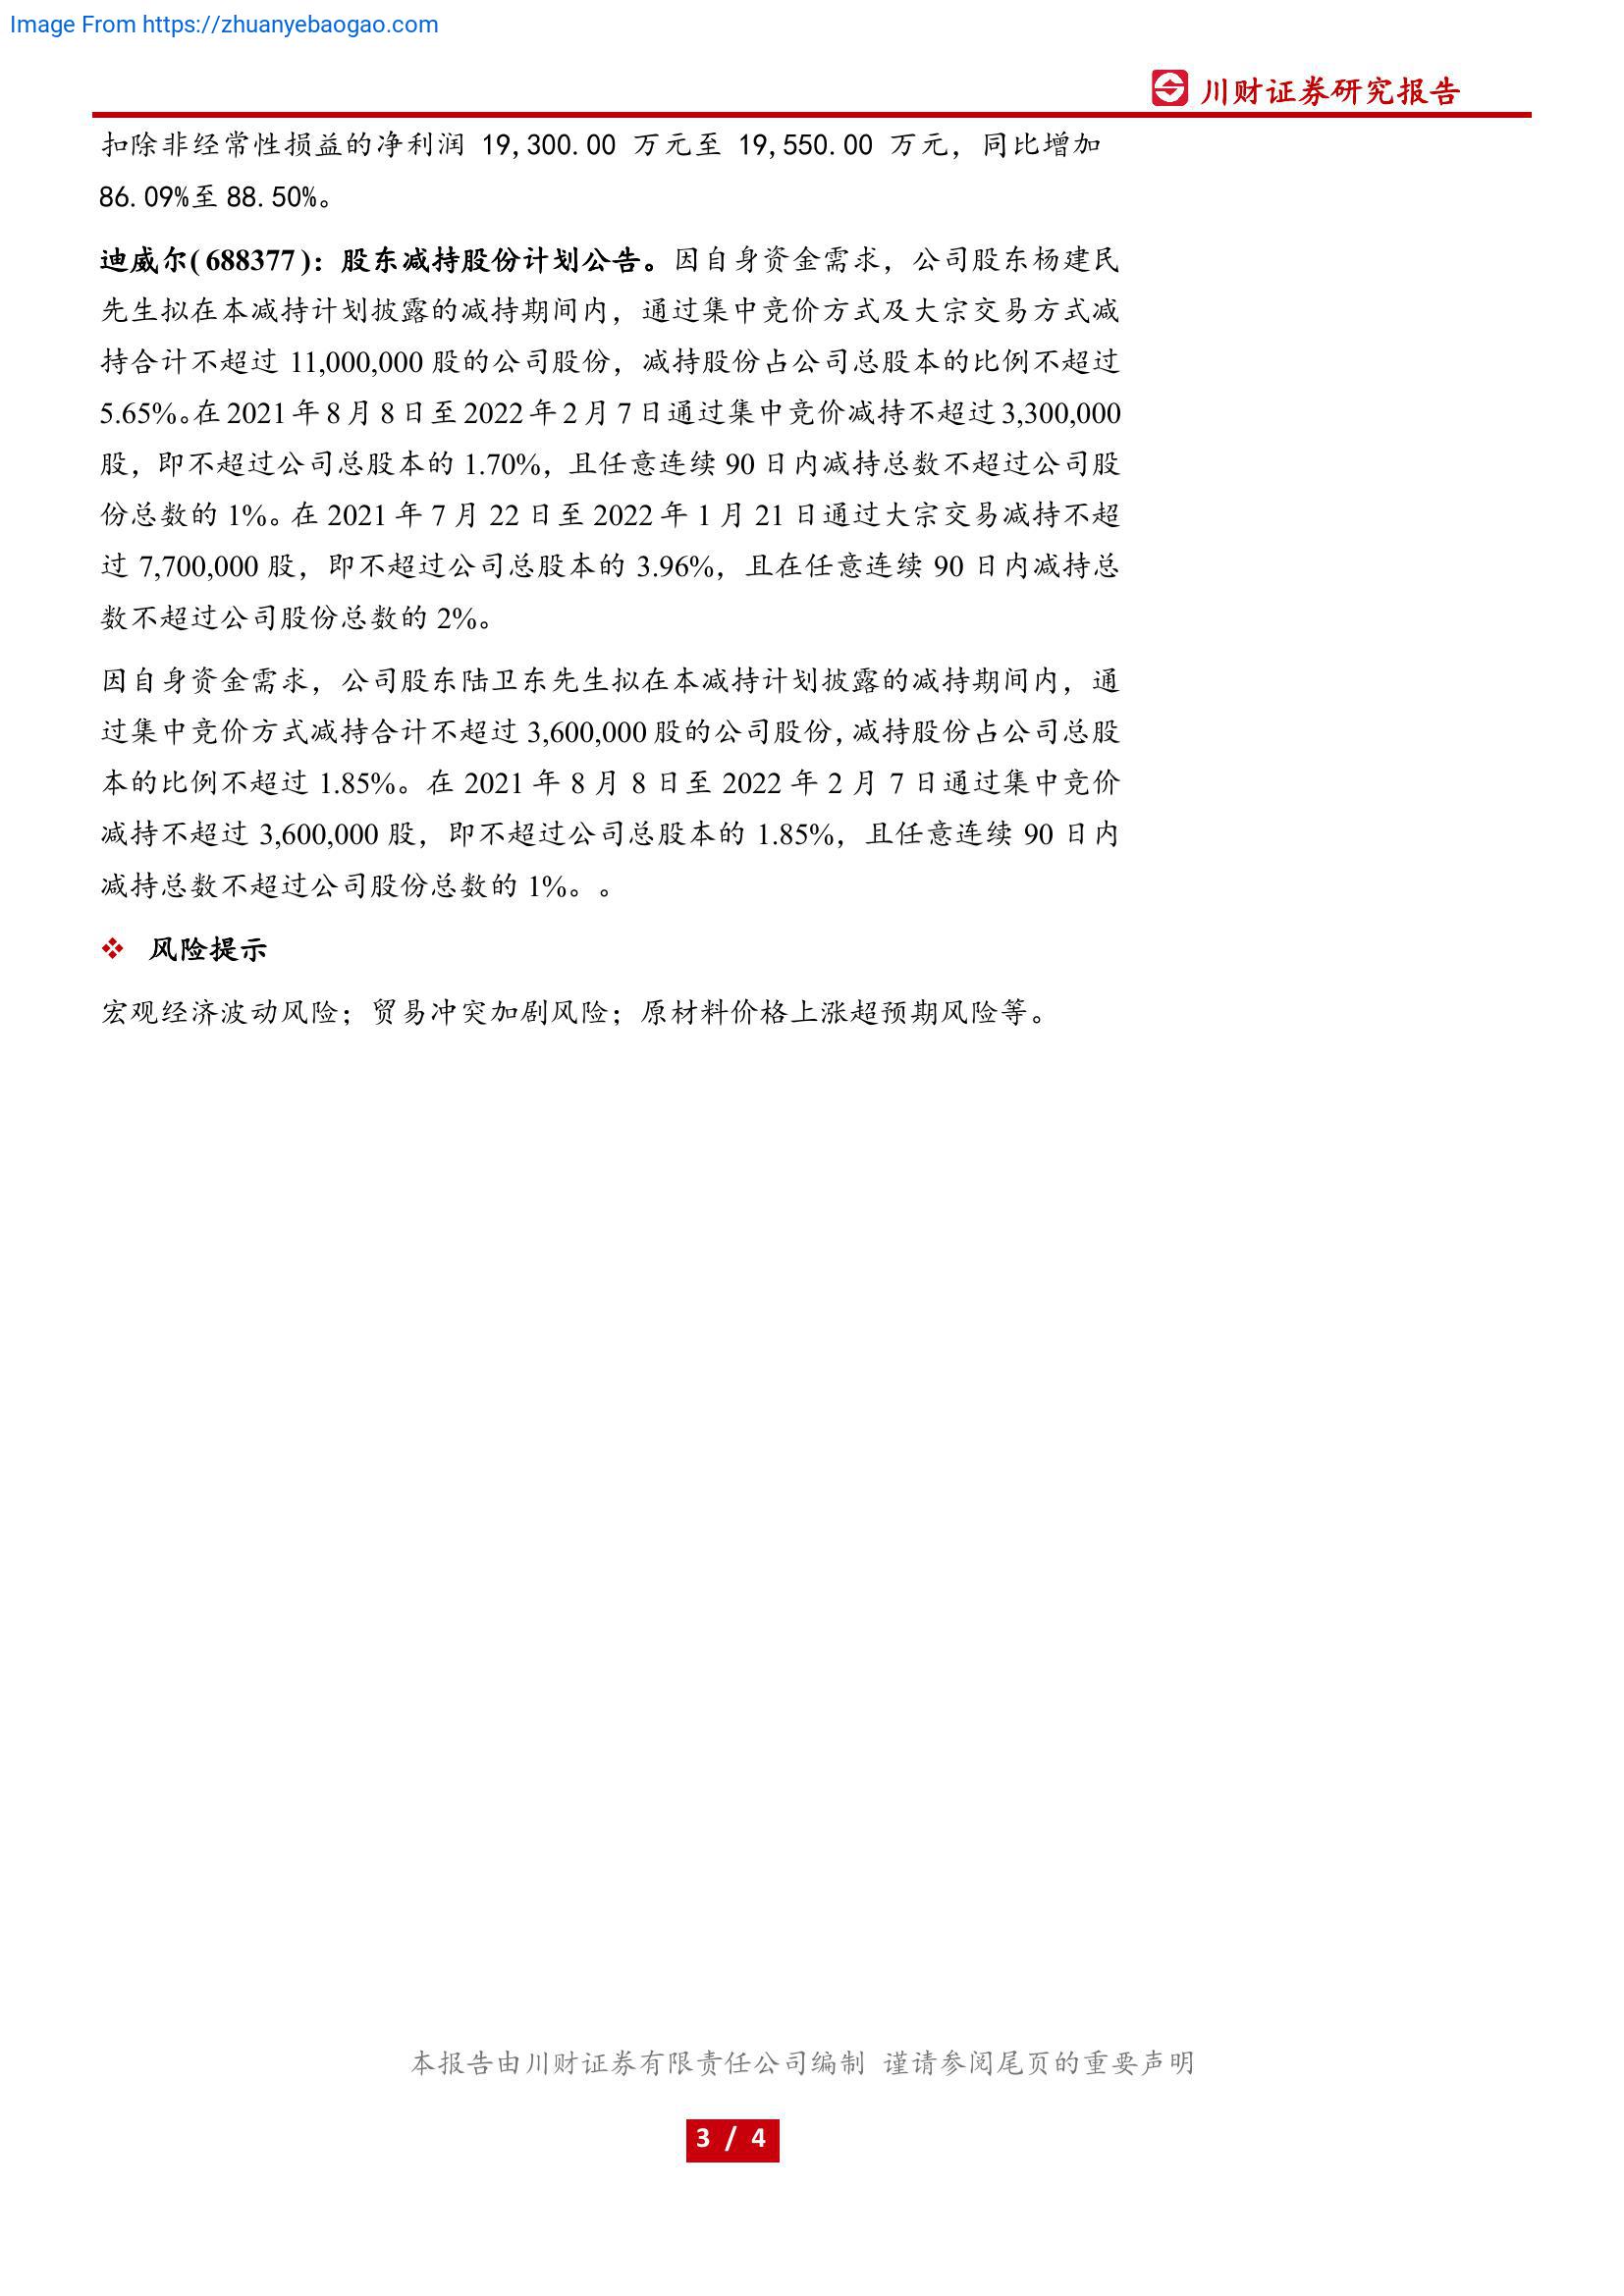 Image From https://zhuanyebaogao.com
川财证券研究报告
扣除非经常性损益的净利润 19,300.00 万元至 19,550.00 万元，同比增加
86.09%至 88.50%。
迪威尔(688377)：股东减持股份计划公告。因自身资金需求，公司股东杨建民
先生拟在本减持计划披露的减持期间内，通过集中竞价方式及大宗交易方式减
持合计不超过 11,000,000 股的公司股份，减持股份占公司总股本的比例不超过
5.65%。在 2021 年 8 月 8 日至 2022 年 2 月 7 日通过集中竞价减持不超过 3,300,000
股，即不超过公司总股本的 1.70%，且任意连续 90 日内减持总数不超过公司股
份总数的 1%。在 2021 年 7 月 22 日至 2022 年 1 月 21 日通过大宗交易减持不超
过 7,700,000 股，即不超过公司总股本的 3.96%，且在任意连续 90 日内减持总
数不超过公司股份总数的 2%。
因自身资金需求，公司股东陆卫东先生拟在本减持计划披露的减持期间内，通
过集中竞价方式减持合计不超过 3,600,000 股的公司股份，减持股份占公司总股
本的比例不超过 1.85%。在 2021 年 8 月 8 日至 2022 年 2 月 7 日通过集中竞价
减持不超过 3,600,000 股，即不超过公司总股本的 1.85%，且任意连续 90 日内
减持总数不超过公司股份总数的 1%。。
❖ 风险提示
宏观经济波动风险；贸易冲突加剧风险；原材料价格上涨超预期风险等。
本报告由川财证券有限责任公司编制 谨请参阅尾页的重要声明
3 / 4